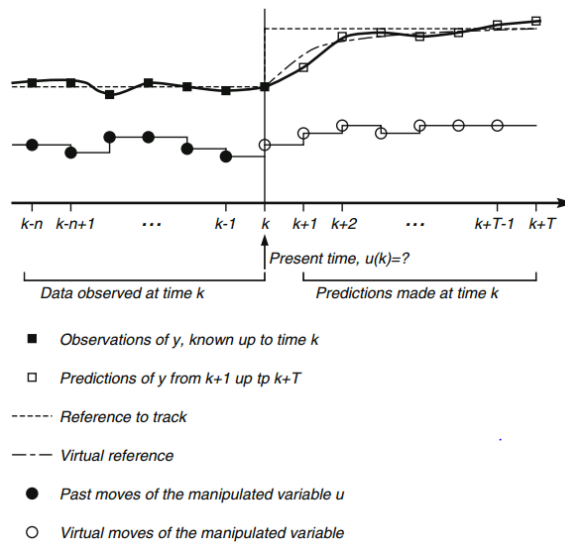 k-n k-n+1 ... k-1 k k+1 k+2 ... k+T-1 k+T
Present time, u(k)=?
Data observed at time k Predictions made at time k
Observations of y, known up to time k
Predictions of y from k+1 up tp k+T
Reference to track
Virtual reference
Past moves of the manipulated variable u
Virtual moves of the manipulated variable